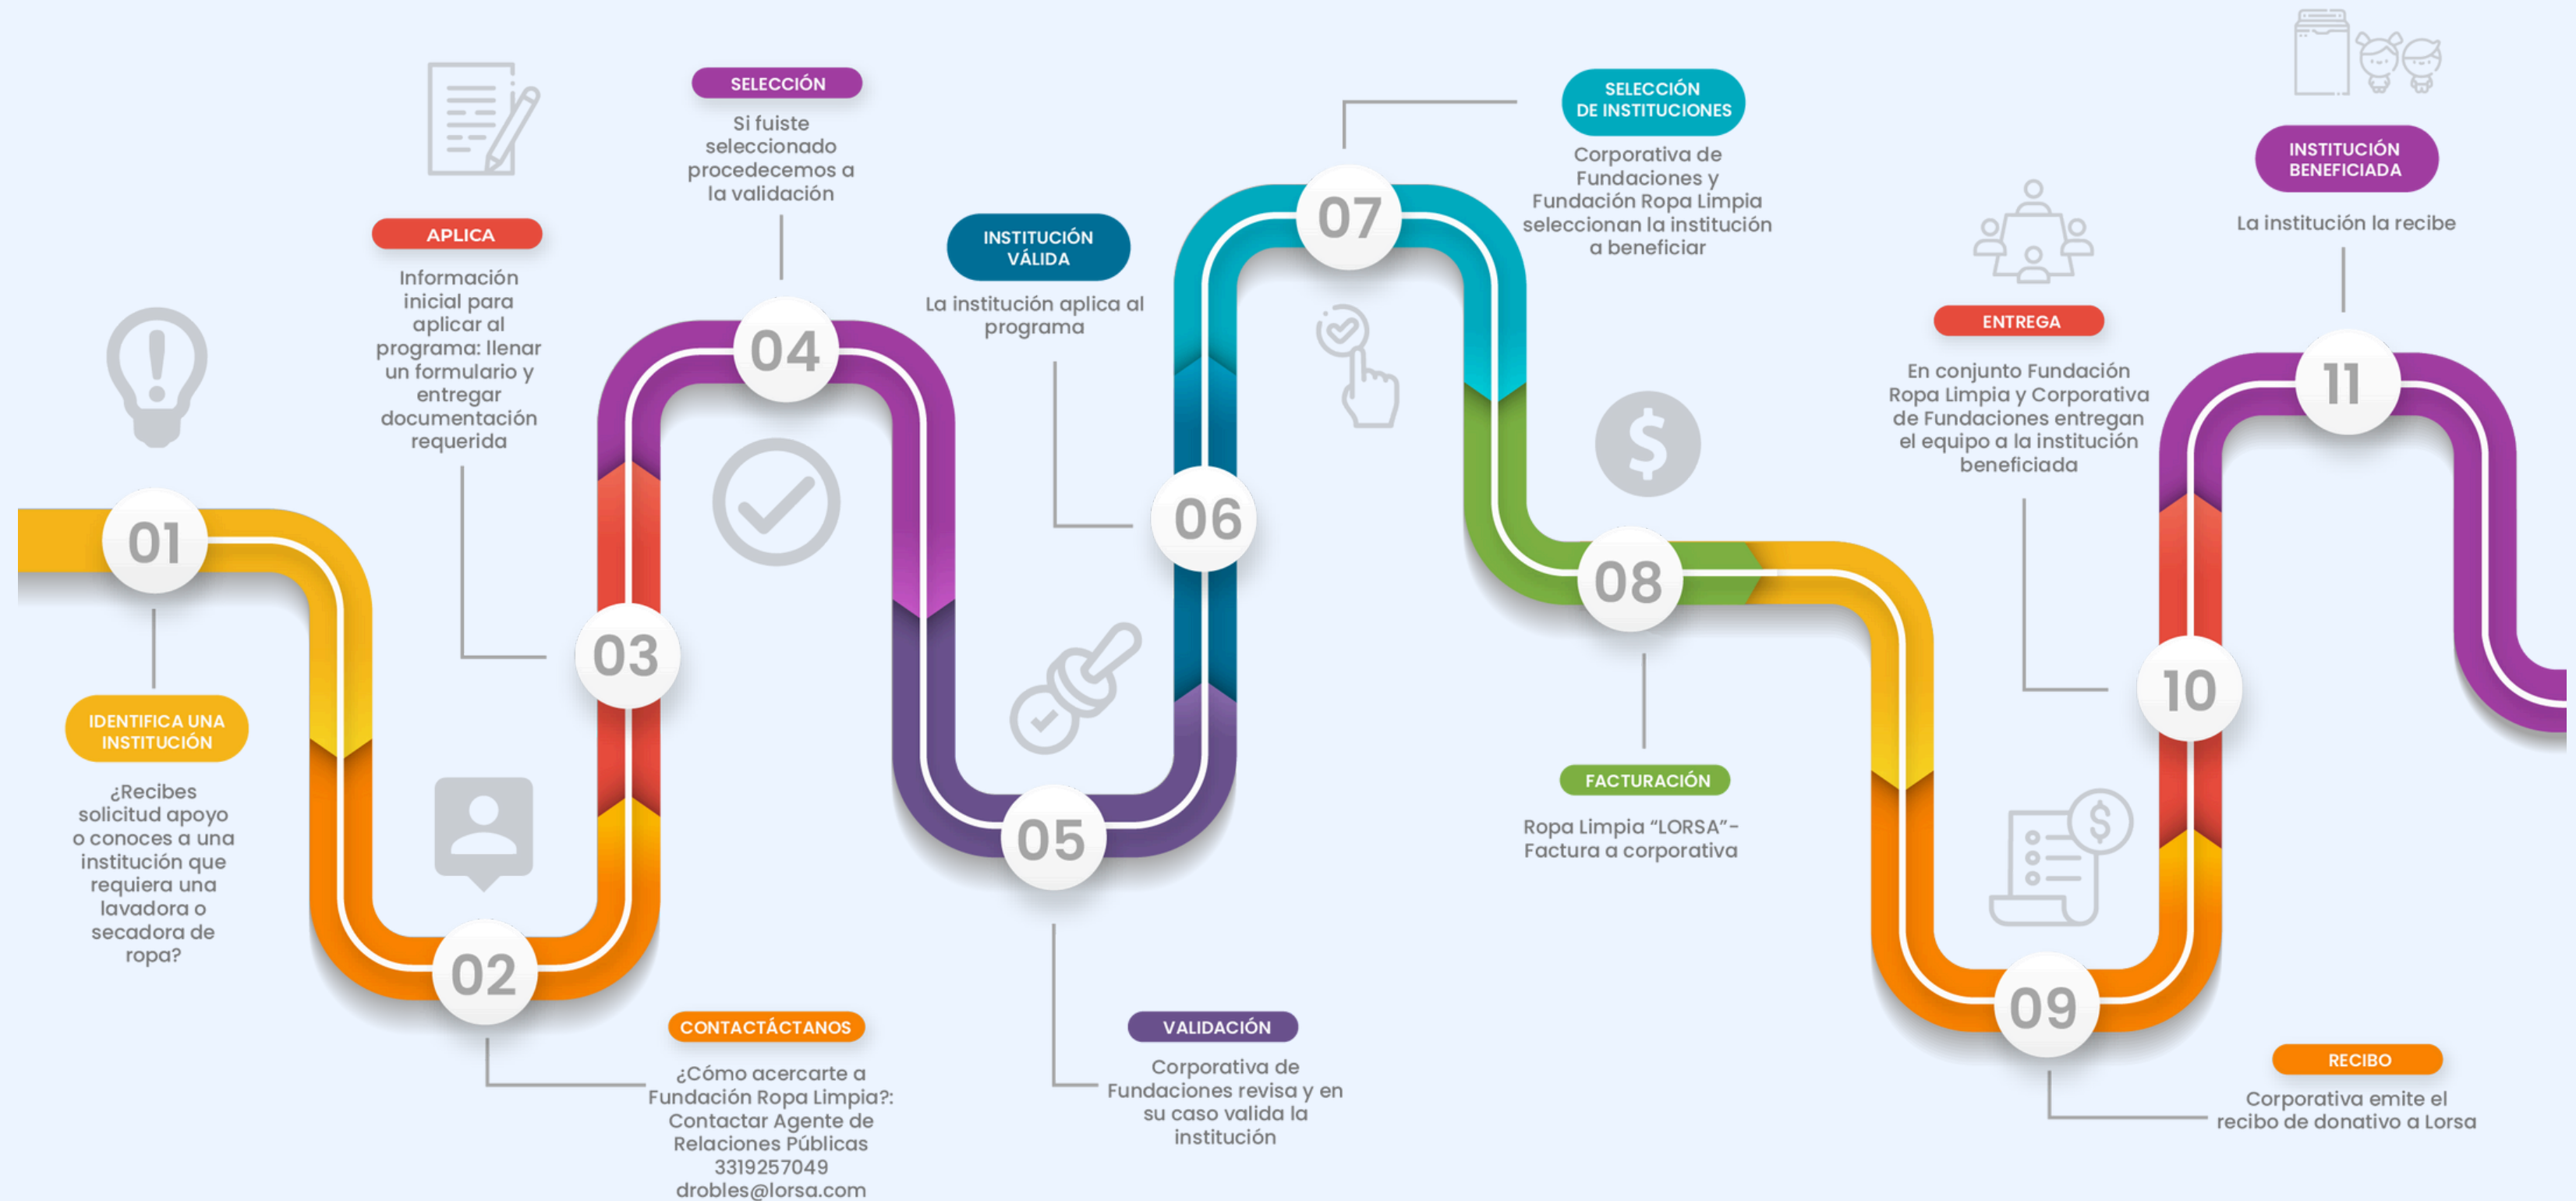 01
IDENTIFICA UNA
INSTITUCIÓN
¿Recibes
solicitud apoyo
o conoces a una
institución que
requiera una
lavadora o
secadora de
ropa?
02
CONTACTÁCTANOS
¿Cómo acercarte a
Fundación Ropa Limpia?:
Contactar Agente de
Relaciones Públicas
3319257049
drobles@lorsa.com
03
APLICA
Información
inicial para
aplicar al
programa: llenar
un formulario y
entregar
documentación
requerida
04
SELECCIÓN
Si fuiste
seleccionado
procedecemos a
la validación
05
VALIDACIÓN
Corporativa de
Fundaciones revisa y en
su caso valida la
institución
06
INSTITUCIÓN
VÁLIDA
La institución aplica al
programa
07
SELECCIÓN
DE INSTITUCIONES
Corporativa de
Fundaciones y
Fundación Ropa Limpia
seleccionan la institución
a beneficiar
08
FACTURACIÓN
Ropa Limpia “LORSA”-
Factura a corporativa
09
RECIBO
Corporativa emite el
recibo de donativo a Lorsa
10
ENTREGA
En conjunto Fundación
Ropa Limpia y Corporativa
de Fundaciones entregan
el equipo a la institución
beneficiada
11
INSTITUCIÓN
BENEFICIADA
La institución la recibe